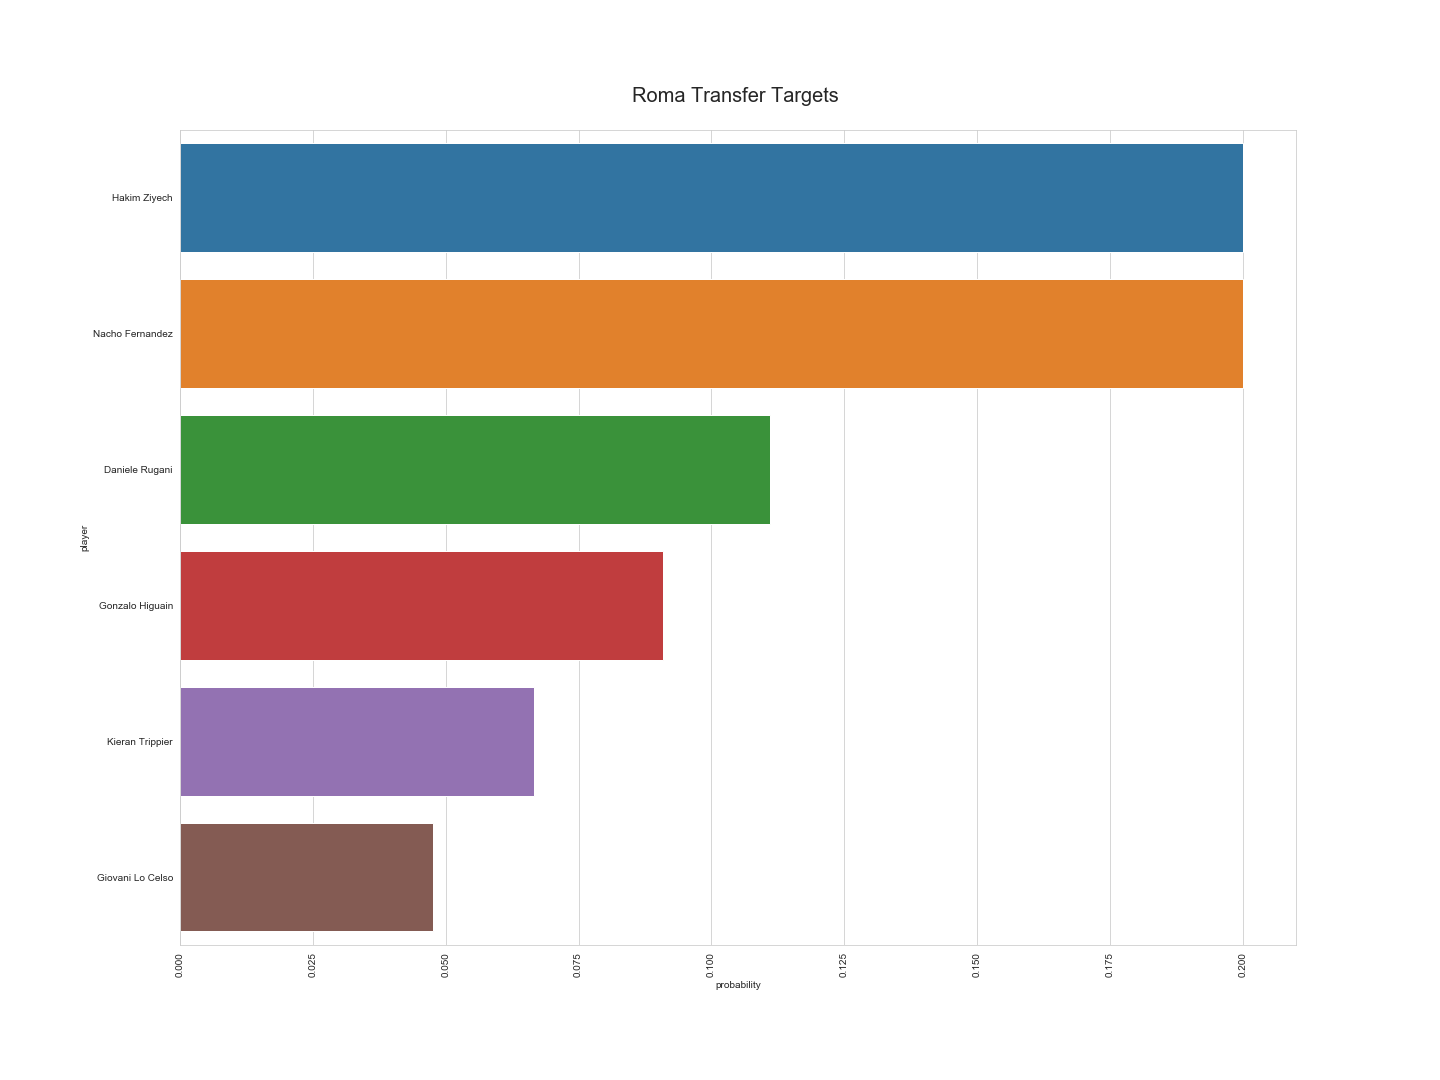 Roma Transfer Targets
Hakim Ziyech
Nacho Fernandez
Daniele Rugani
Gonzalo Higuain
Kieran Trippier
Giovani Lo Celso
player
0.000
0.025
0.050
0.075
0.100
0.125
0.150
0.175
0.200
probability